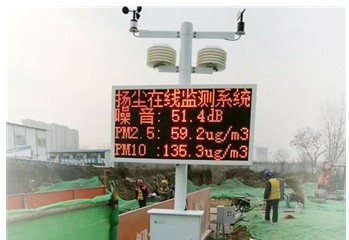 扬尘在线监测系统
噪 音: 51.4dB
PM2.5: 59.2ug/m3
PM10 :135.3ug/m3